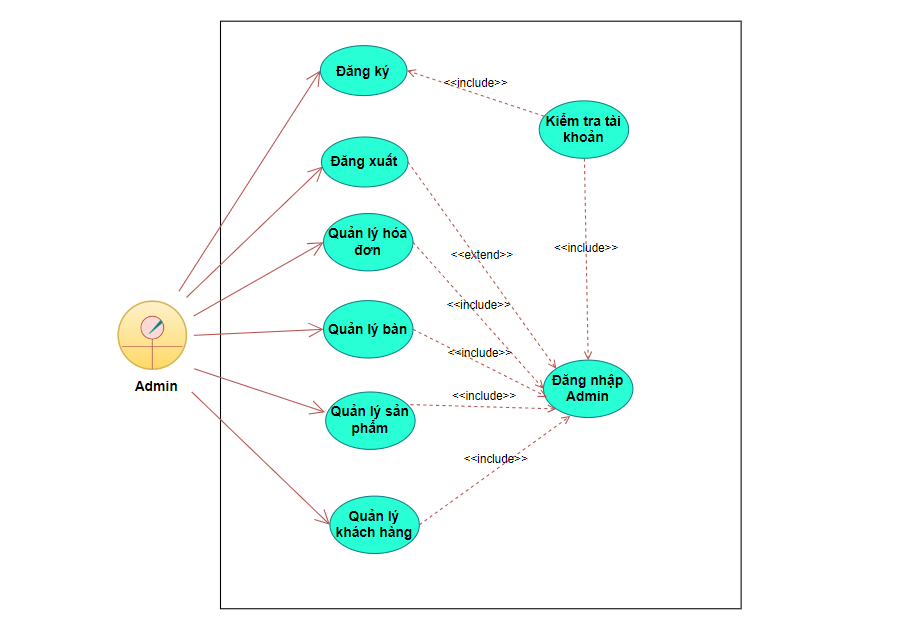 Đăng ký
<<include>>
Kiểm tra tài
khoản
Đăng xuất
Quản lý hóa
đơn
<<extend>>
<<include>>
<<include>>
Quản lý bàn
<<include>>
Admin
Đăng nhập
Admin
<<include>>
Quản lý sản
phẩm
<<include>>
Quản lý
khách hàng